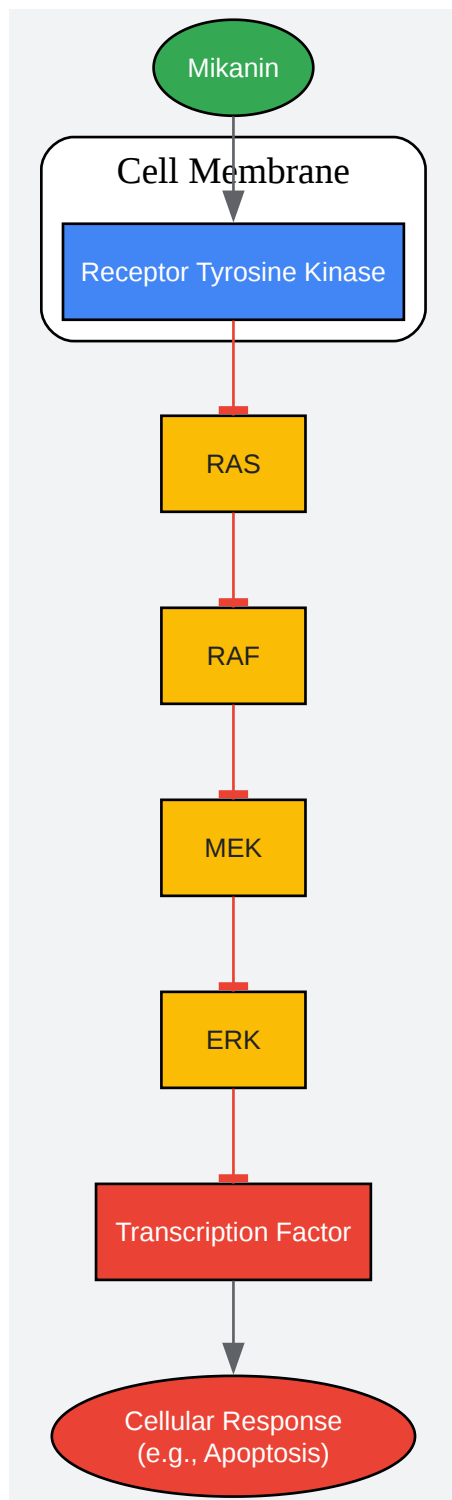 Mikanin
Cell Membrane
Receptor Tyrosine Kinase
RAS
RAF
MEK
ERK
Transcription Factor
Cellular Response
(e.g., Apoptosis)